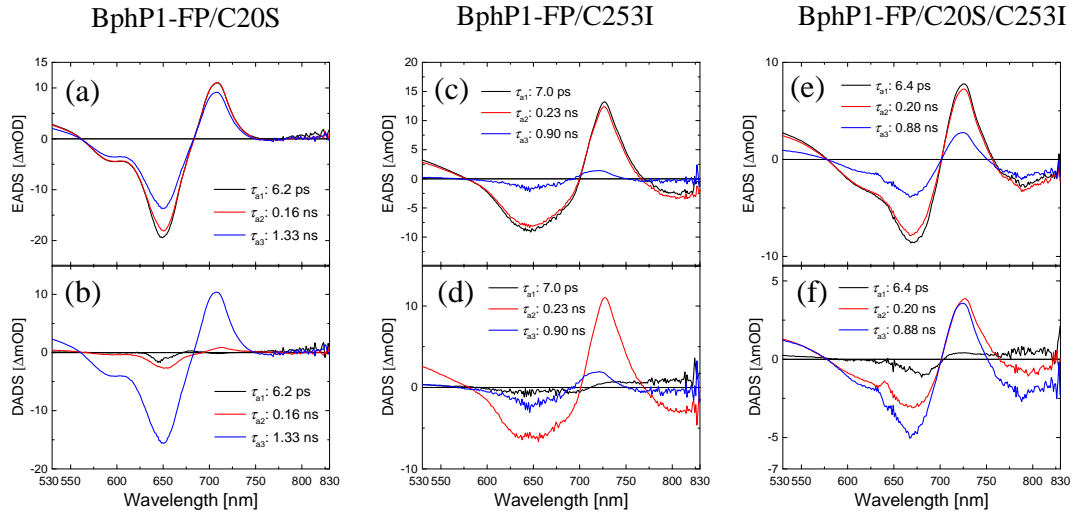 BphP1-FP/C20S
BphP1-FP/C253I
BphP1-FP/C20S/C253I
(a)
EADS [ΔmOD]
10
0
-10
-20
τa1: 6.2 ps
τa2: 0.16 ns
τa3: 1.33 ns
(b)
DADS [ΔmOD]
10
0
-10
-20
τa1: 6.2 ps
τa2: 0.16 ns
τa3: 1.33 ns
530 550 600 650 700 750 800 830
Wavelength [nm]
(c)
EADS [ΔmOD]
20
15
10
5
0
-5
-10
τa1: 7.0 ps
τa2: 0.23 ns
τa3: 0.90 ns
(d)
DADS [ΔmOD]
10
0
-10
τa1: 7.0 ps
τa2: 0.23 ns
τa3: 0.90 ns
530 550 600 650 700 750 800 830
Wavelength [nm]
(e)
EADS [ΔmOD]
10
0
-10
τa1: 6.4 ps
τa2: 0.20 ns
τa3: 0.88 ns
(f)
DADS [ΔmOD]
5
0
-5
-7
τa1: 6.4 ps
τa2: 0.20 ns
τa3: 0.88 ns
530 550 600 650 700 750 800 830
Wavelength [nm]